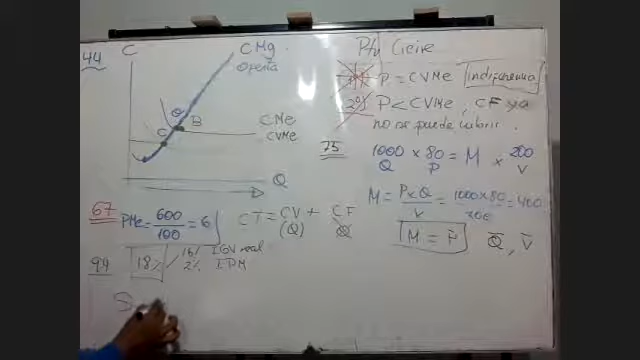 44
C
CMg
Oferta
B
C
CMe
CVMe
Q
Pto Cierre
1º) P = CVMe indiferencia
2º) P < CVMe, CF ya
no se puede cubrir.
75
1000 × 80 = M × 200
Q P V
M = P×Q / V = 1000×80 / 200 = 400
M = P Q, V
67
PMe = 600 / 100 = 6
CT = CV + CF
(Q) Q
99
18% / 16% IGV real
2% IPM
S